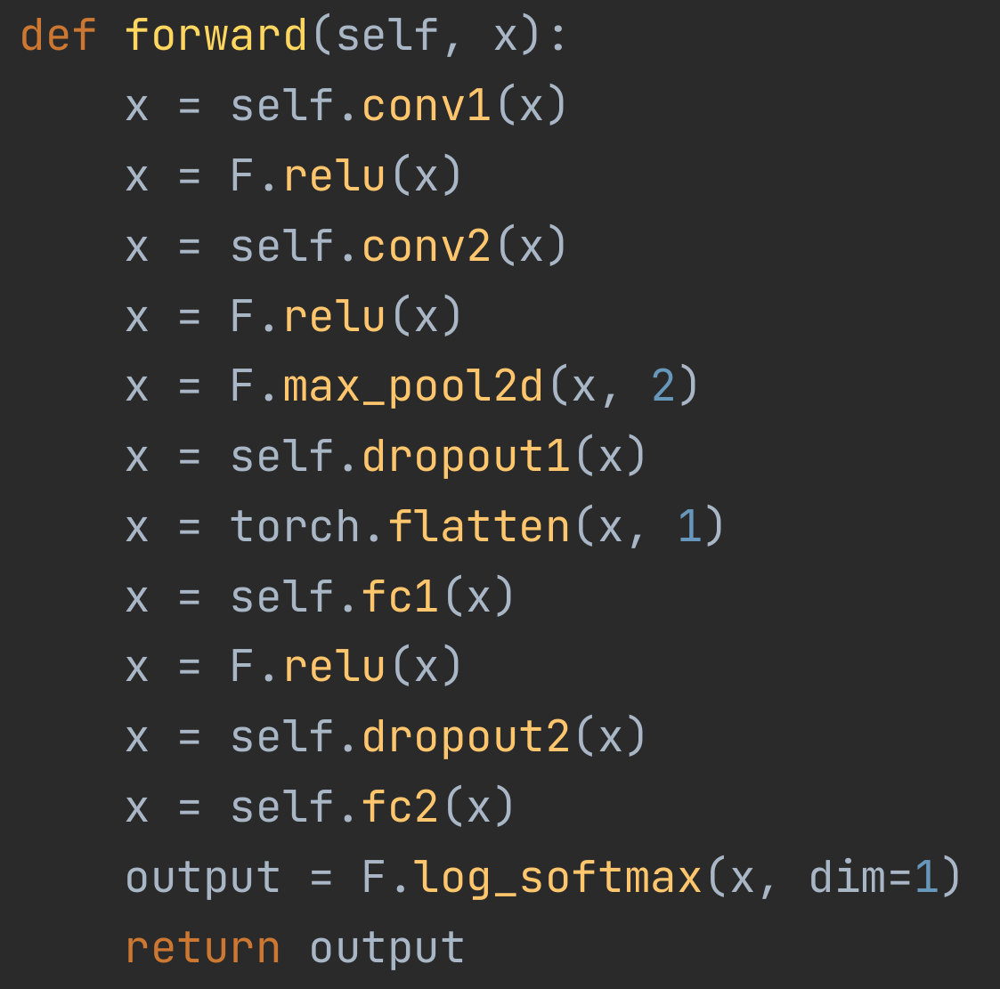 def forward(self, x):
    x = self.conv1(x)
    x = F.relu(x)
    x = self.conv2(x)
    x = F.relu(x)
    x = F.max_pool2d(x, 2)
    x = self.dropout1(x)
    x = torch.flatten(x, 1)
    x = self.fc1(x)
    x = F.relu(x)
    x = self.dropout2(x)
    x = self.fc2(x)
    output = F.log_softmax(x, dim=1)
    return output